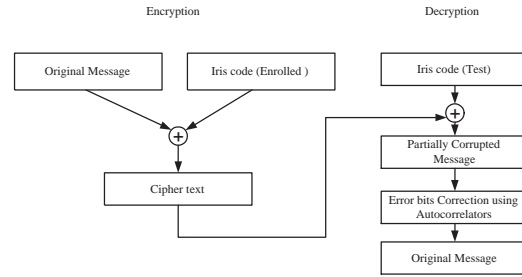 Encryption
Decryption
Original Message
Iris code (Enrolled )
Iris code (Test)
Cipher text
Partially Corrupted
Message
Error bits Correction using
Autocorrelators
Original Message